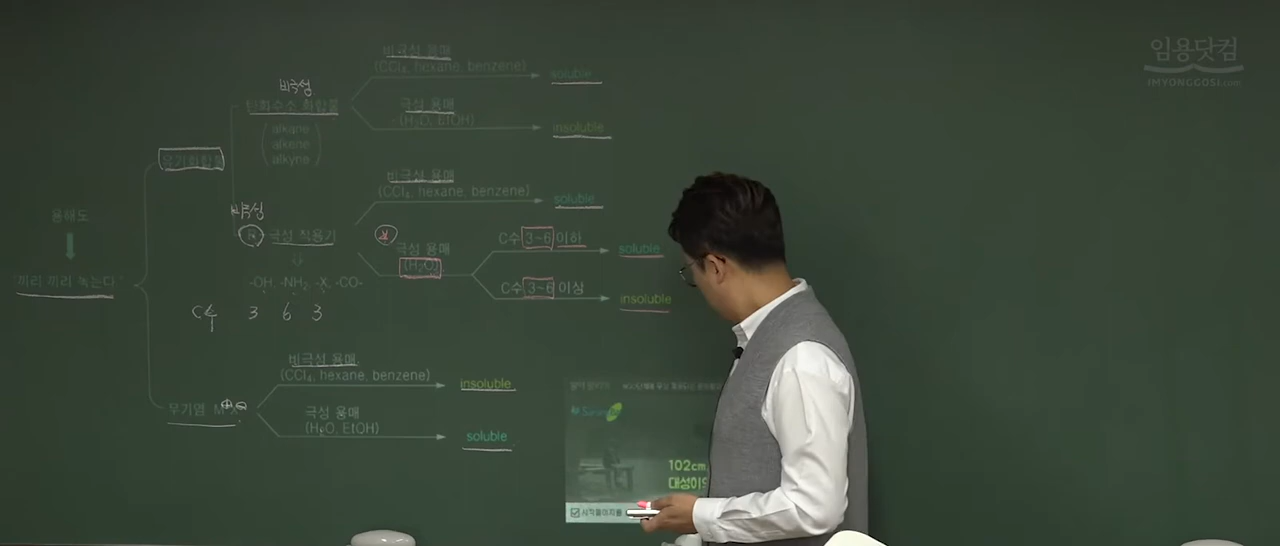 임용닷컴
IMYONGGOSI.com
비극성 용매
(CCl₄, hexane, benzene)
soluble
비극성
탄화수소 화합물
극성 용매
(H₂O, EtOH)
insoluble
(alkane
alkene
alkyne)
유기화합물
비극성 용매
(CCl₄, hexane, benzene)
soluble
비극성
극성 작용기
극성 용매
(H₂O)
C수 3~6 이하
soluble
C수 3~6 이상
insoluble
용해도
'끼리 끼리 녹는다'
-OH, -NH₂, -X, -CO-
C수 3 6 3
비극성 용매
(CCl₄, hexane, benzene)
insoluble
무기염 M⊕X⊖
극성 용매
(H₂O, EtOH)
soluble
102cm